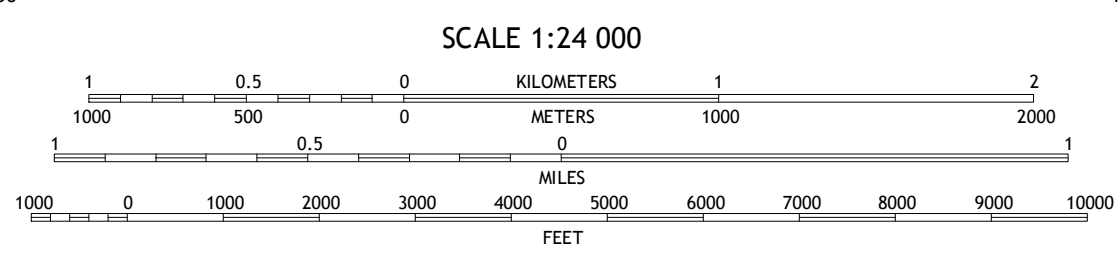 SCALE 1:24 000
1 0.5 0 KILOMETERS 1 2
1000 500 0 METERS 1000 2000
1 0.5 0 1
MILES
1000 0 1000 2000 3000 4000 5000 6000 7000 8000 9000 10000
FEET